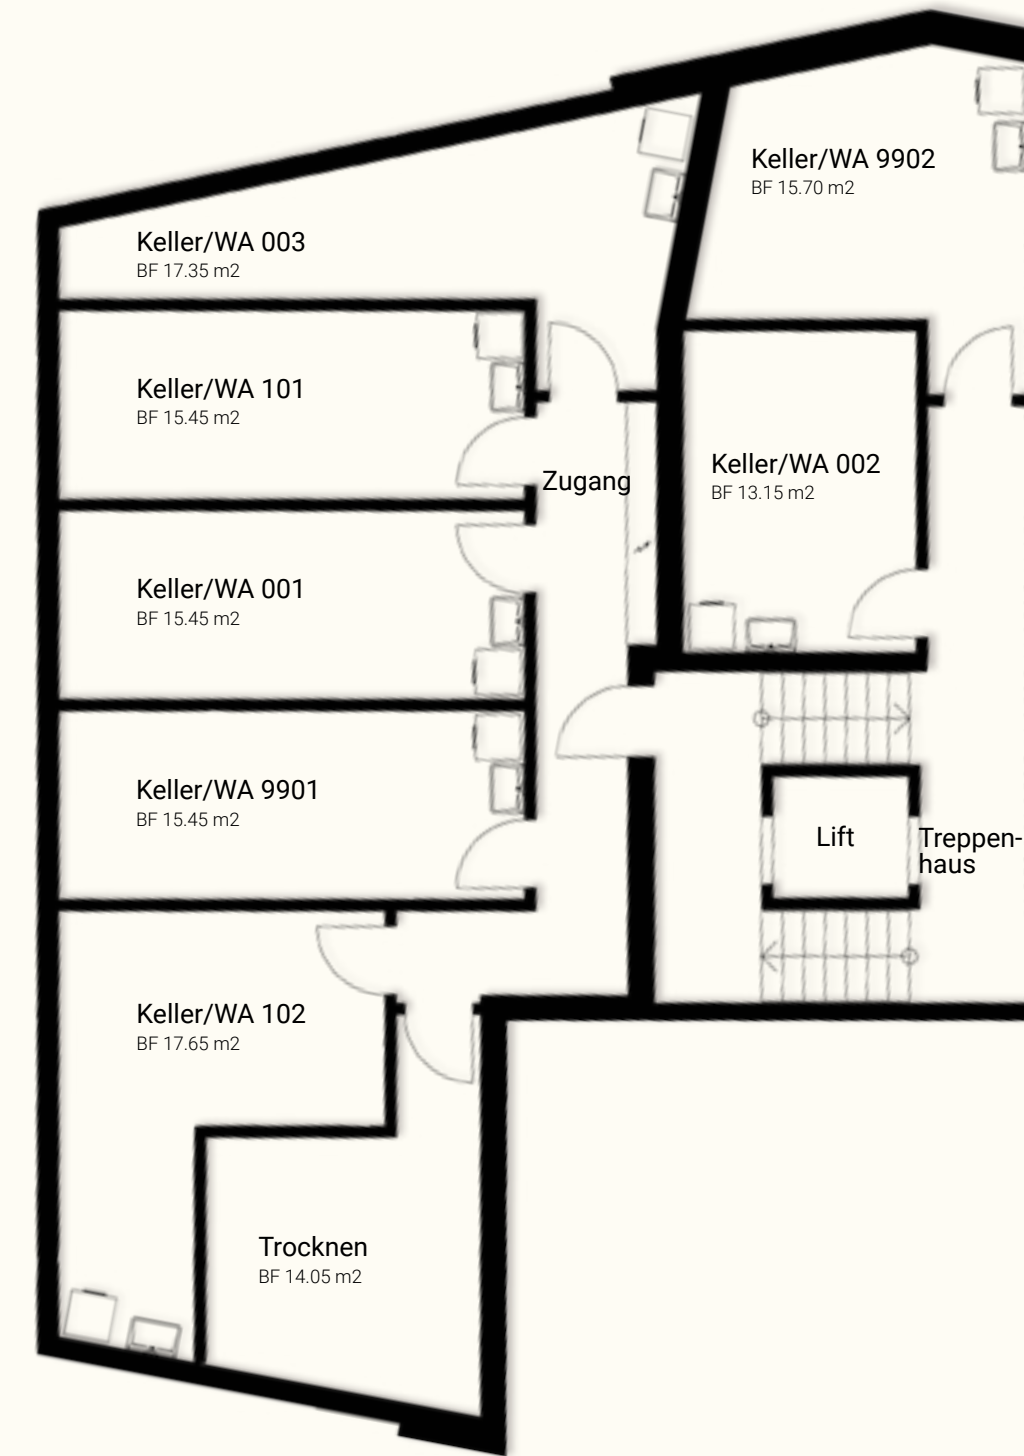 Keller/WA 9902
BF 15.70 m2
Keller/WA 003
BF 17.35 m2
Keller/WA 101
BF 15.45 m2
Zugang
Keller/WA 002
BF 13.15 m2
Keller/WA 001
BF 15.45 m2
Keller/WA 9901
BF 15.45 m2
Lift
Treppen-
haus
Keller/WA 102
BF 17.65 m2
Trocknen
BF 14.05 m2